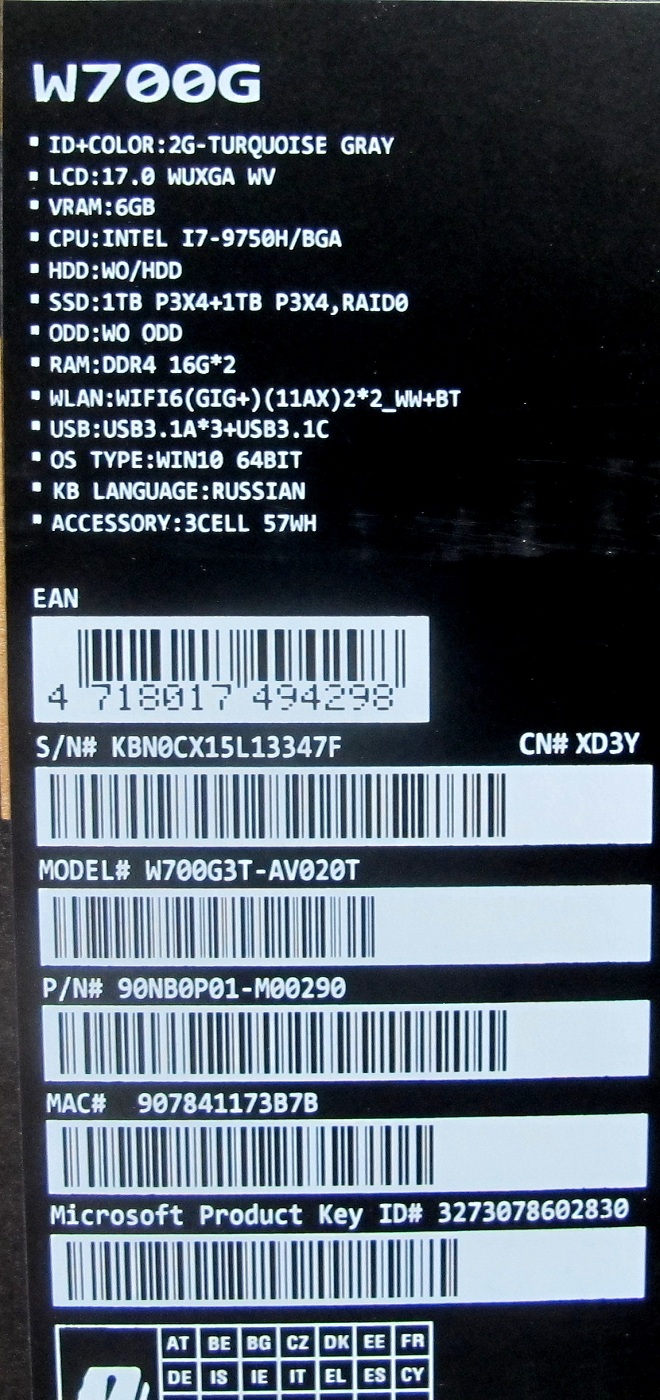 W700G
▪ ID+COLOR:2G-TURQUOISE GRAY
▪ LCD:17.0 WUXGA WV
▪ VRAM:6GB
▪ CPU:INTEL I7-9750H/BGA
▪ HDD:WO/HDD
▪ SSD:1TB P3X4+1TB P3X4,RAID0
▪ ODD:WO ODD
▪ RAM:DDR4 16G*2
▪ WLAN:WIFI6(GIG+)(11AX)2*2_WW+BT
▪ USB:USB3.1A*3+USB3.1C
▪ OS TYPE:WIN10 64BIT
▪ KB LANGUAGE:RUSSIAN
▪ ACCESSORY:3CELL 57WH
EAN
4 718017 494298
S/N# KBN0CX15L13347F CN# XD3Y
MODEL# W700G3T-AV020T
P/N# 90NB0P01-M00290
MAC# 907841173B7B
Microsoft Product Key ID# 3273078602830
AT BE BG CZ DK EE FR
DE IS IE IT EL ES CY